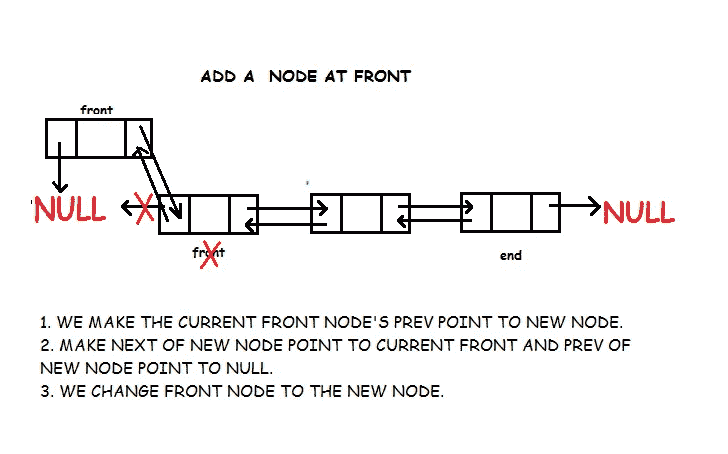 ADD A NODE AT FRONT
front
NULL
NULL
front
end
1. WE MAKE THE CURRENT FRONT NODE'S PREV POINT TO NEW NODE.
2. MAKE NEXT OF NEW NODE POINT TO CURRENT FRONT AND PREV OF
NEW NODE POINT TO NULL.
3. WE CHANGE FRONT NODE TO THE NEW NODE.